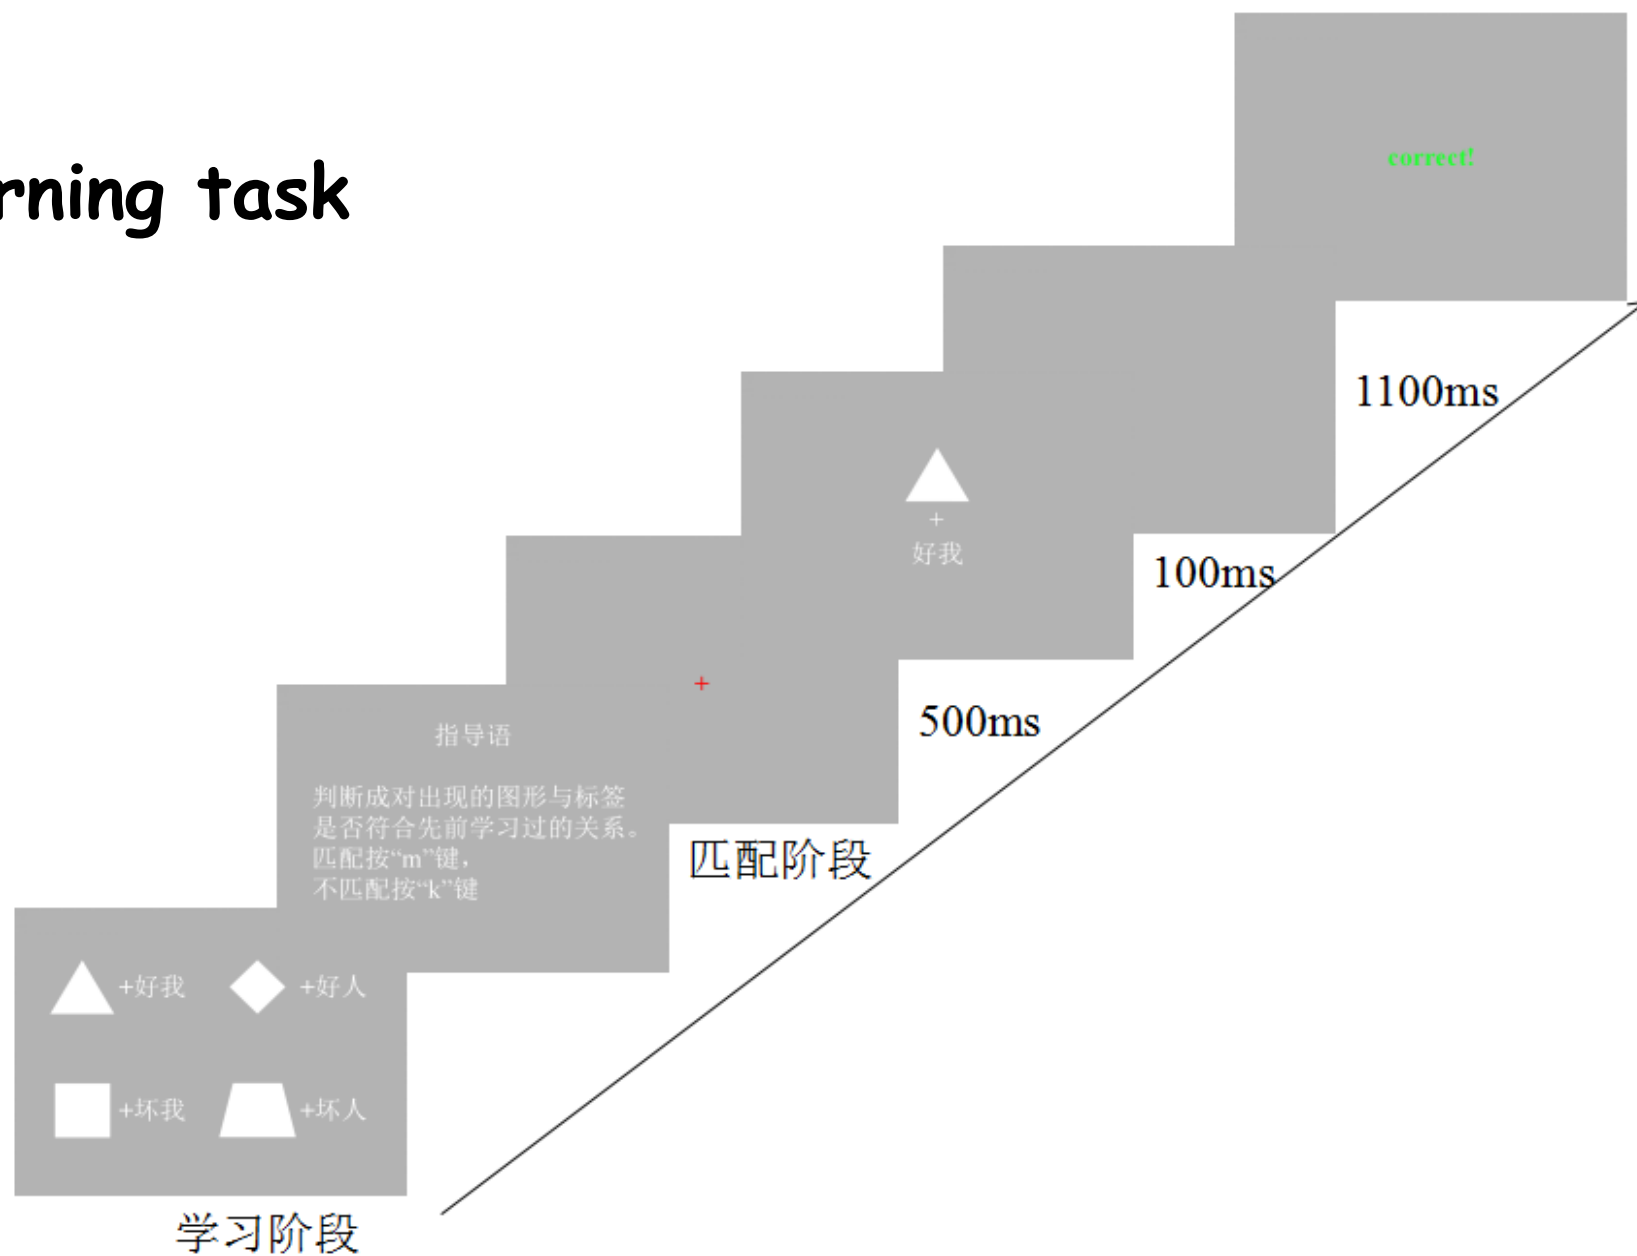 rning task
correct!
1100ms
+
好我
100ms
+
500ms
指导语
判断成对出现的图形与标签
是否符合先前学习过的关系。
匹配按“m”键，
不匹配按“k”键
匹配阶段
+好我 +好人
+坏我 +坏人
学习阶段